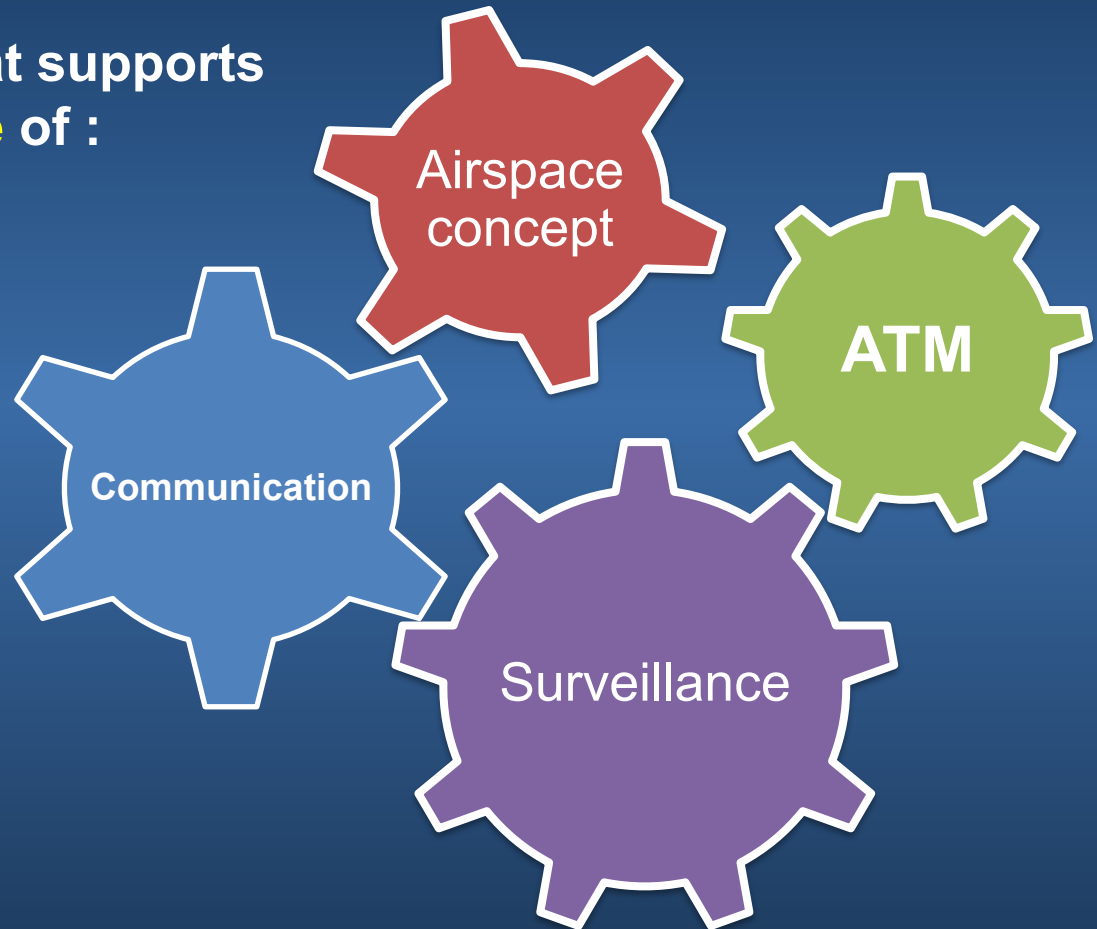 supports
of :
Airspace
concept
ATM
Communication
Surveillance